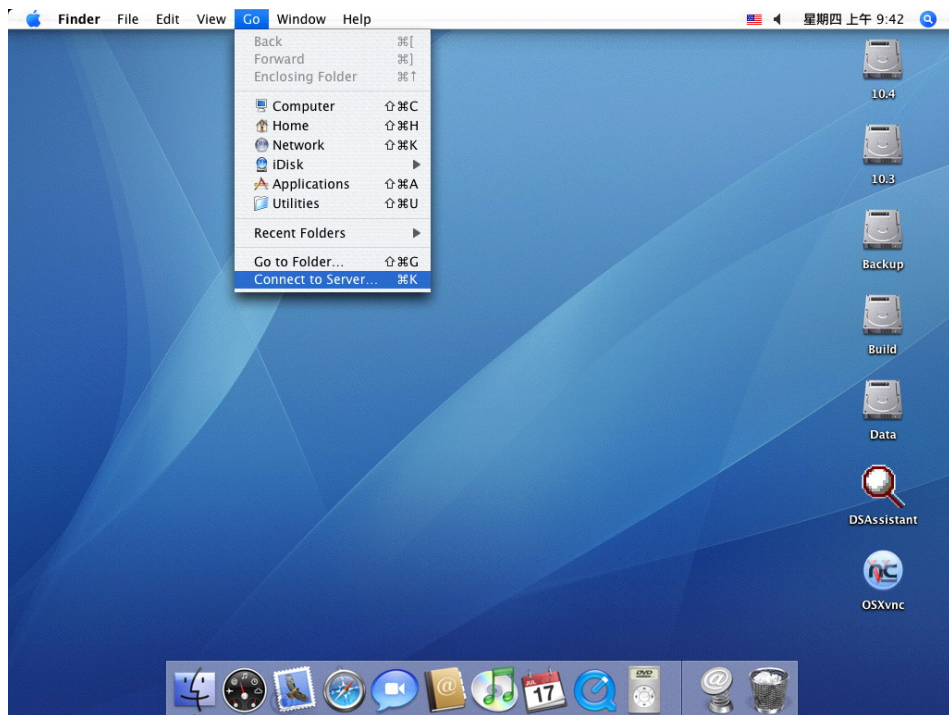 Finder File Edit View Go Window Help 星期四 上午 9:42
Back ⌘[
Forward ⌘]
Enclosing Folder ⌘↑
Computer ⇧⌘C
Home ⇧⌘H
Network ⇧⌘K
iDisk
Applications ⇧⌘A
Utilities ⇧⌘U
Recent Folders
Go to Folder... ⇧⌘G
Connect to Server... ⌘K
10.4
10.3
Backup
Build
Data
DSAssistant
OSXvnc
JUL
17
DVD